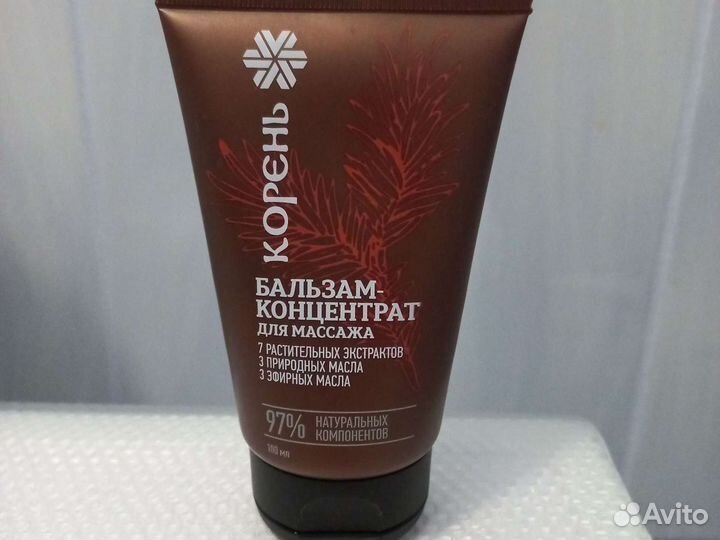 КОРЄНЬ
БАЛЬЗАМ-
КОНЦЕНТРАТ
ДЛЯ МАССАЖА
7 РАСТИТЕЛЬНЫХ ЭКСТРАКТОВ
3 ПРИРОДНЫХ МАСЛА
3 ЭФИРНЫХ МАСЛА
97% НАТУРАЛЬНЫХ
КОМПОНЕНТОВ
100 мл
Avito